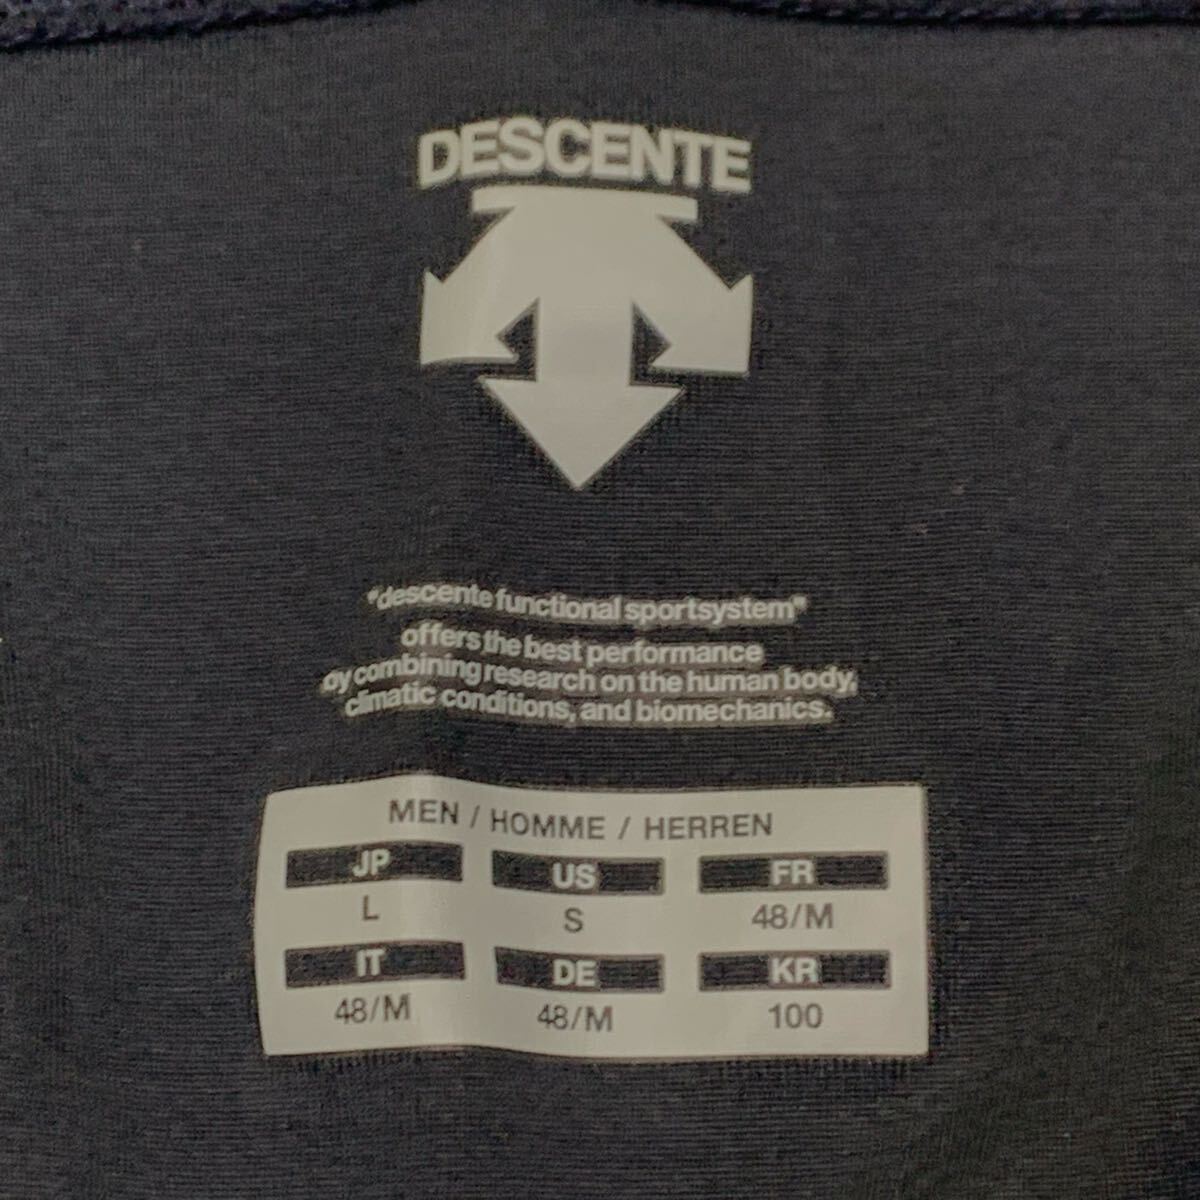 DESCENTE
"descente functional sportsystem"
offers the best performance
by combining research on the human body,
climatic conditions, and biomechanics.
MEN / HOMME / HERREN
JP US FR
L S 48/M
IT DE KR
48/M 48/M 100